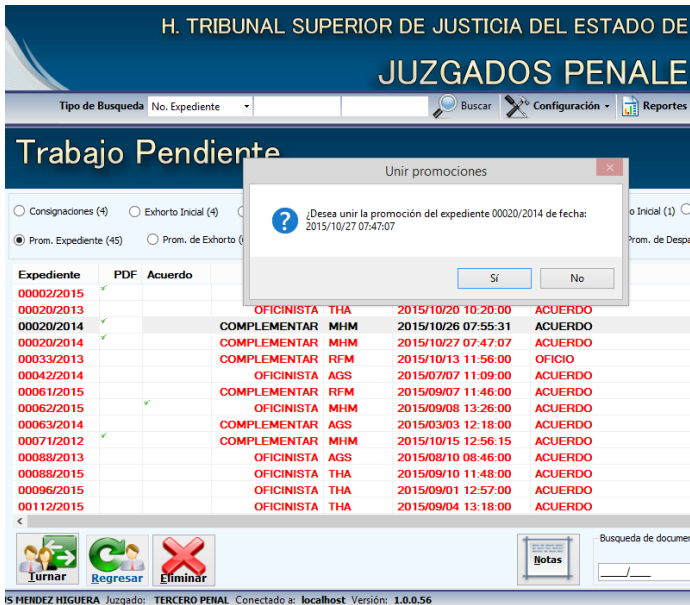 H. TRIBUNAL SUPERIOR DE JUSTICIA DEL ESTADO DE
JUZGADOS PENALE
Tipo de Busqueda No. Expediente Buscar Configuración Reportes
Trabajo Pendiente
Unir promociones
¿Desea unir la promoción del expediente 00020/2014 de fecha:
2015/10/27 07:47:07
Sí No
Consignaciones (4) Exhorto Inicial (4) o Inicial (1)
Prom. Expediente (45) Prom. de Exhorto ( Prom. de Despa
Expediente PDF Acuerdo
00002/2015
00020/2013 OFICINISTA THA 2015/10/20 10:20:00 ACUERDO
00020/2014 COMPLEMENTAR MHM 2015/10/26 07:55:31 ACUERDO
00020/2014 COMPLEMENTAR MHM 2015/10/27 07:47:07 ACUERDO
00033/2013 COMPLEMENTAR RFM 2015/10/13 11:56:00 OFICIO
00042/2014 OFICINISTA AGS 2015/07/07 11:09:00 ACUERDO
00061/2015 COMPLEMENTAR RFM 2015/09/07 11:46:00 ACUERDO
00062/2015 OFICINISTA MHM 2015/09/08 13:26:00 ACUERDO
00063/2014 COMPLEMENTAR AGS 2015/03/03 12:18:00 ACUERDO
00071/2012 COMPLEMENTAR MHM 2015/10/15 12:56:15 ACUERDO
00088/2013 OFICINISTA AGS 2015/08/10 08:46:00 ACUERDO
00088/2015 OFICINISTA THA 2015/09/10 11:48:00 ACUERDO
00096/2015 OFICINISTA THA 2015/09/01 12:57:00 ACUERDO
00112/2015 OFICINISTA THA 2015/09/04 13:18:00 ACUERDO
Busqueda de documen
Turnar Regresar Eliminar Notas ____/____
S MENDEZ HIGUERA Juzgado: TERCERO PENAL Conectado a: localhost Versión: 1.0.0.56